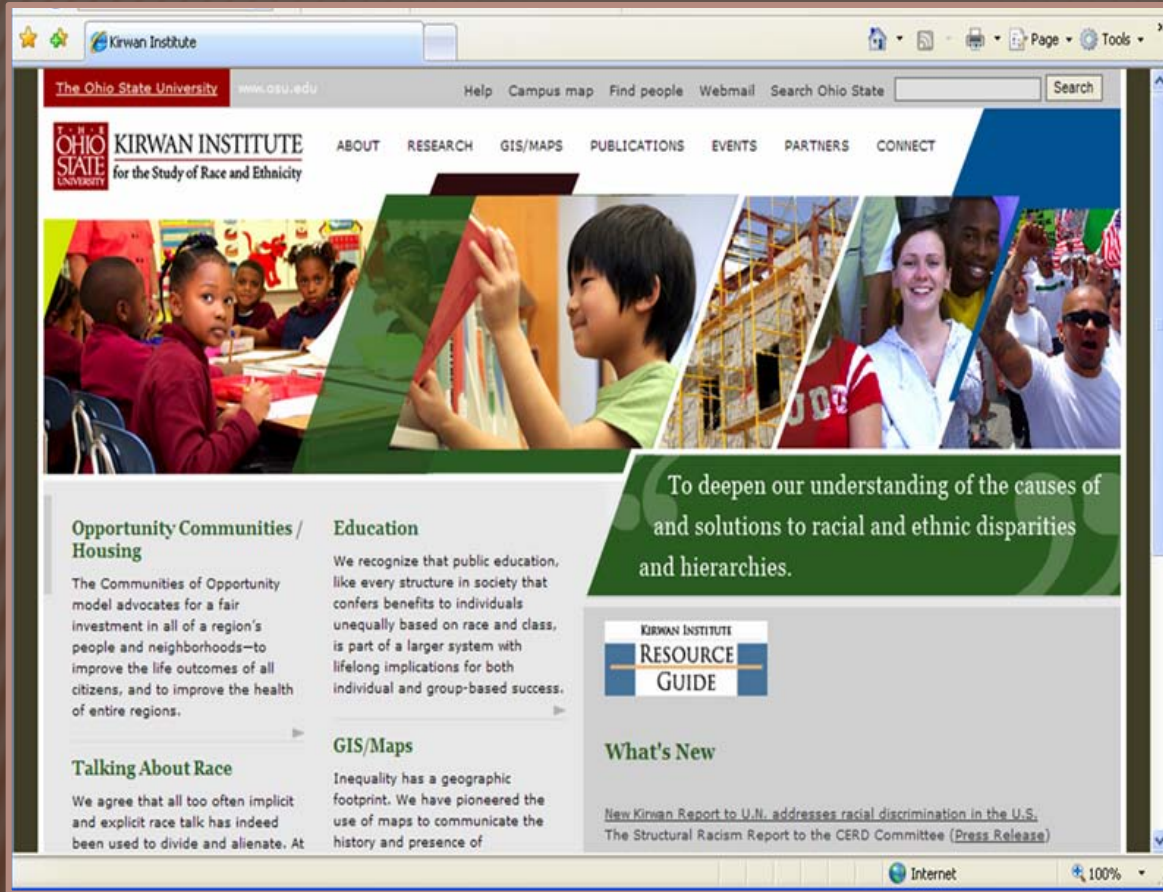 Kirwan Institute
Page
Tools
The Ohio State University
www.osu.edu
Help
Campus map
Find people
Webmail
Search Ohio State
Search
T · H · E
OHIO
STATE
UNIVERSITY
KIRWAN INSTITUTE
for the Study of Race and Ethnicity
ABOUT
RESEARCH
GIS/MAPS
PUBLICATIONS
EVENTS
PARTNERS
CONNECT
“To deepen our understanding of the causes of
and solutions to racial and ethnic disparities
and hierarchies.”
Opportunity Communities /
Housing
The Communities of Opportunity
model advocates for a fair
investment in all of a region's
people and neighborhoods—to
improve the life outcomes of all
citizens, and to improve the health
of entire regions.
Talking About Race
We agree that all too often implicit
and explicit race talk has indeed
been used to divide and alienate. At
Education
We recognize that public education,
like every structure in society that
confers benefits to individuals
unequally based on race and class,
is part of a larger system with
lifelong implications for both
individual and group-based success.
GIS/Maps
Inequality has a geographic
footprint. We have pioneered the
use of maps to communicate the
history and presence of
KIRWAN INSTITUTE
RESOURCE
GUIDE
What's New
New Kirwan Report to U.N. addresses racial discrimination in the U.S.
The Structural Racism Report to the CERD Committee (Press Release)
Internet
100%